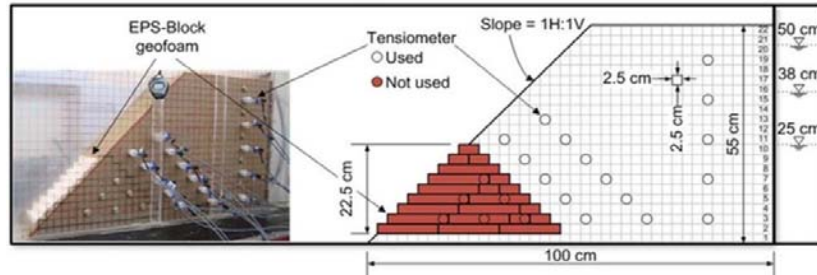 EPS-Block
geofoam
Tensiometer
Used
Not used
Slope = 1H:1V
2.5 cm
2.5 cm
55 cm
22.5 cm
100 cm
22
21
20
19
18
17
16
15
14
13
12
11
10
9
8
7
6
5
4
3
2
1
50 cm
38 cm
25 cm